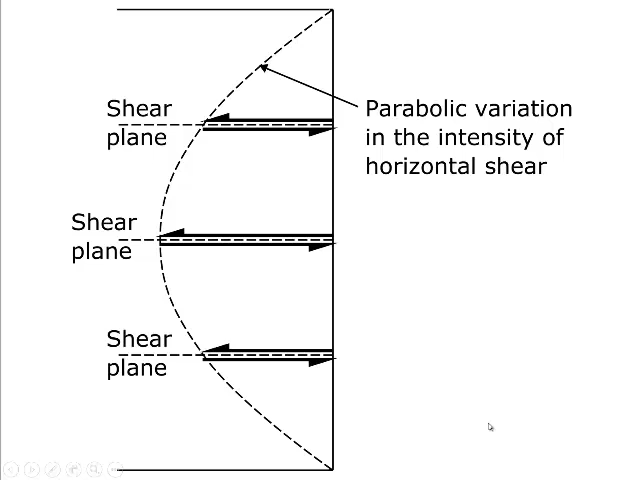 Shear
plane
Parabolic variation
in the intensity of
horizontal shear
Shear
plane
Shear
plane